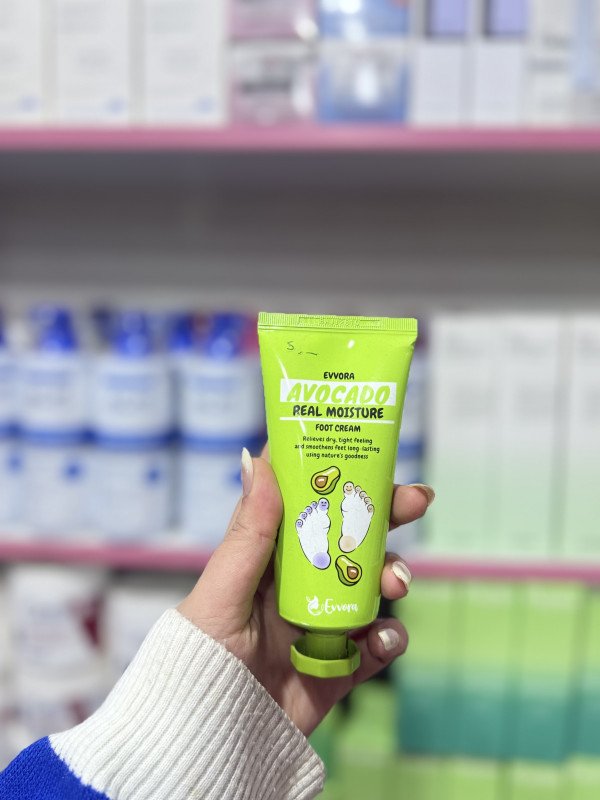 EVVORA
AVOCADO
REAL MOISTURE
FOOT CREAM
Relieves dry, tight feeling
and smoothens feet long-lasting
using nature's goodness
Evvora